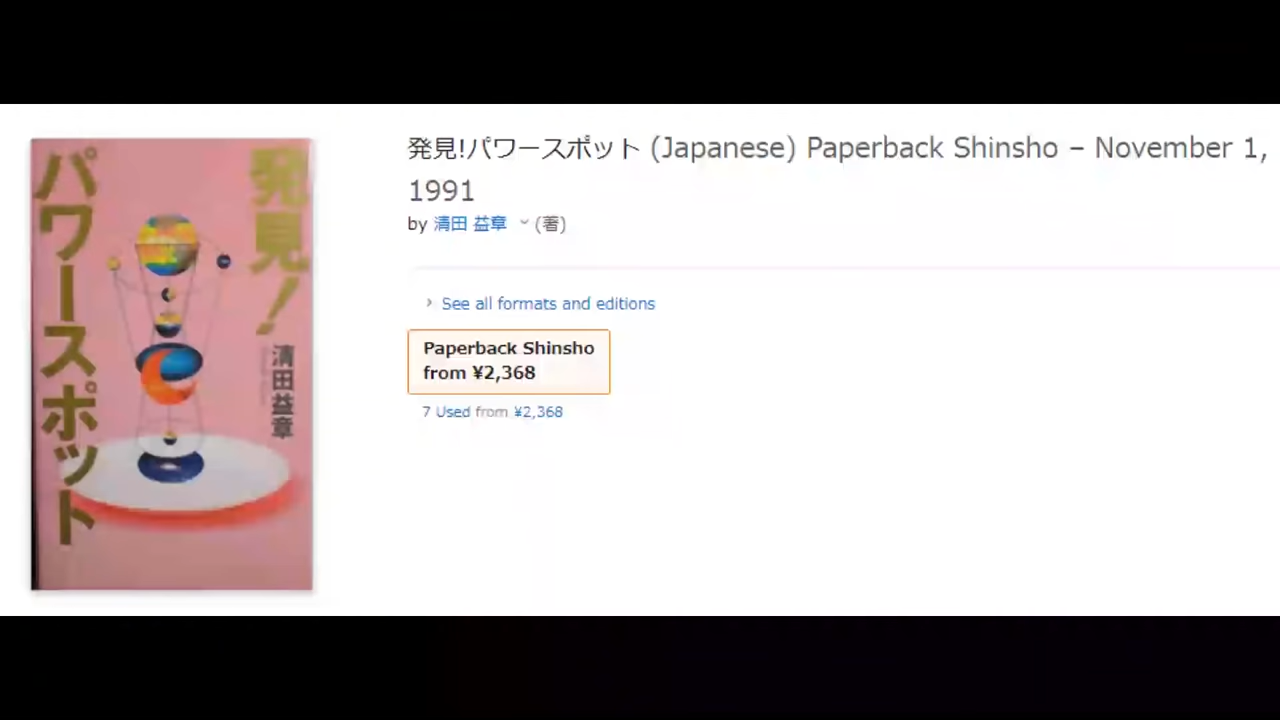 発見!
パワースポット
清田益章
発見!パワースポット (Japanese) Paperback Shinsho – November 1,
1991
by 清田 益章 (著)
See all formats and editions
Paperback Shinsho
from ¥2,368
7 Used from ¥2,368